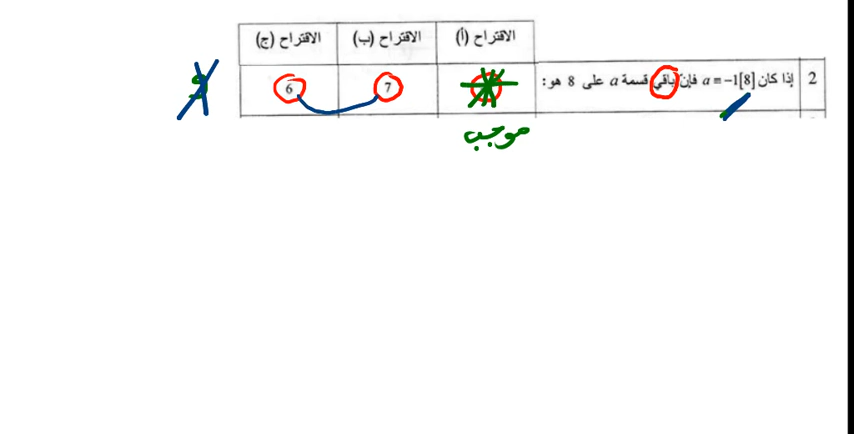 الاقتراح (أ) الاقتراح (ب) الاقتراح (ج)
2 إذا كان a ≡ −1[8] فإنّ باقي قسمة a على 8 هو: 7 6
موجب